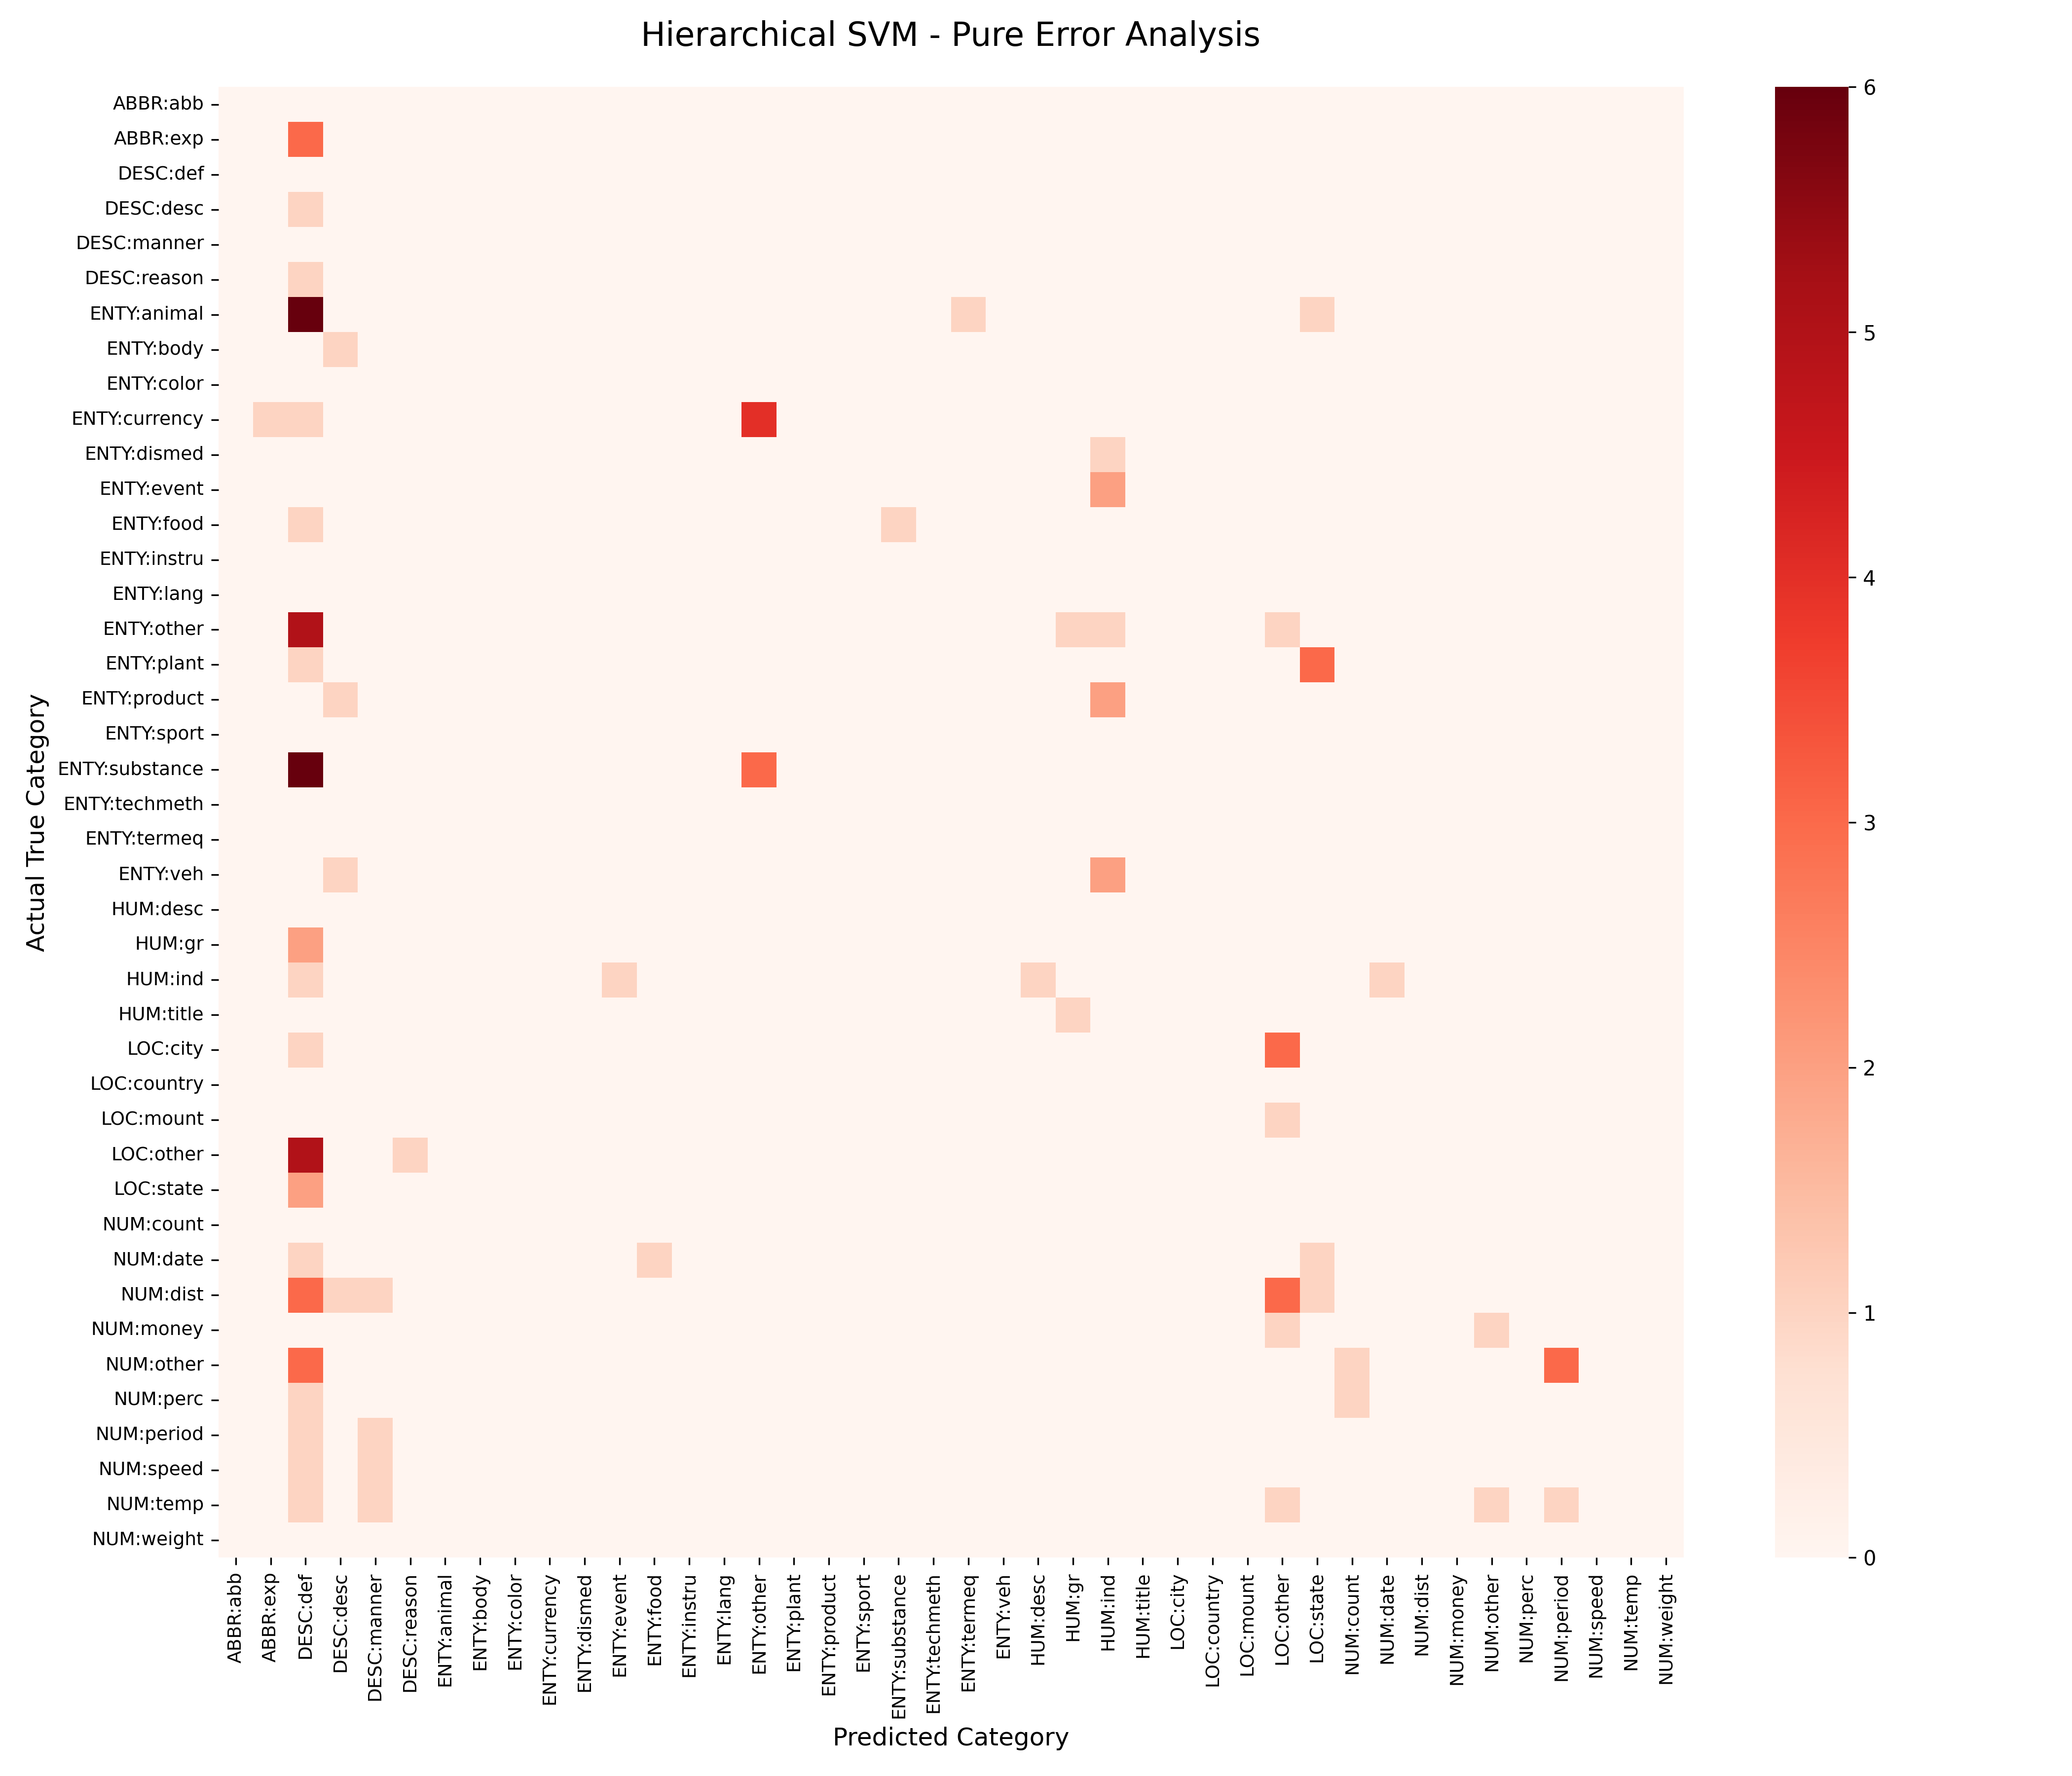 Hierarchical SVM - Pure Error Analysis
ABBR:abb
ABBR:exp
DESC:def
DESC:desc
DESC:manner
DESC:reason
ENTY:animal
ENTY:body
ENTY:color
ENTY:currency
ENTY:dismed
ENTY:event
ENTY:food
ENTY:instru
ENTY:lang
ENTY:other
ENTY:plant
ENTY:product
ENTY:sport
ENTY:substance
ENTY:techmeth
ENTY:termeq
ENTY:veh
HUM:desc
HUM:gr
HUM:ind
HUM:title
LOC:city
LOC:country
LOC:mount
LOC:other
LOC:state
NUM:count
NUM:date
NUM:dist
NUM:money
NUM:other
NUM:perc
NUM:period
NUM:speed
NUM:temp
NUM:weight
Actual True Category
ABBR:abb
ABBR:exp
DESC:def
DESC:desc
DESC:manner
DESC:reason
ENTY:animal
ENTY:body
ENTY:color
ENTY:currency
ENTY:dismed
ENTY:event
ENTY:food
ENTY:instru
ENTY:lang
ENTY:other
ENTY:plant
ENTY:product
ENTY:sport
ENTY:substance
ENTY:techmeth
ENTY:termeq
ENTY:veh
HUM:desc
HUM:gr
HUM:ind
HUM:title
LOC:city
LOC:country
LOC:mount
LOC:other
LOC:state
NUM:count
NUM:date
NUM:dist
NUM:money
NUM:other
NUM:perc
NUM:period
NUM:speed
NUM:temp
NUM:weight
Predicted Category
6
5
4
3
2
1
0